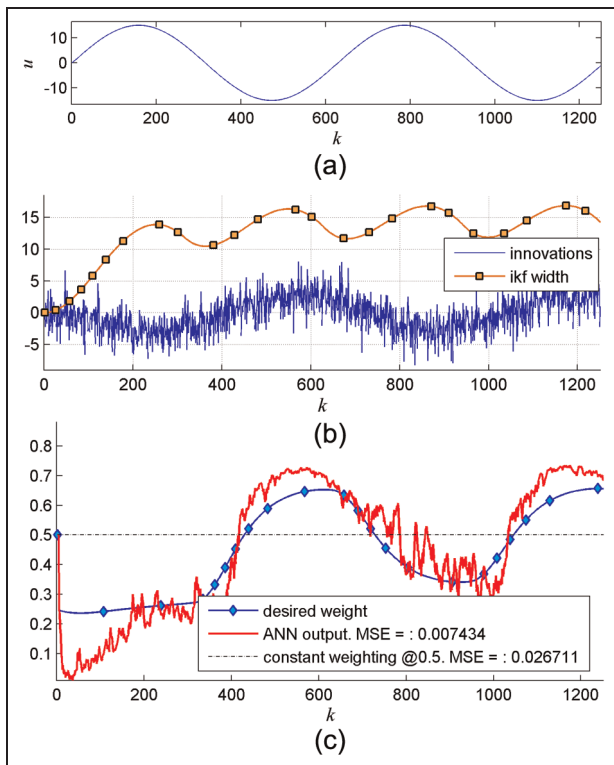 10
0
-10
u
0 200 400 600 800 1000 1200
k
(a)
15
10
5
0
-5
innovations
ikf width
0 200 400 600 800 1000 1200
k
(b)
0.8
0.7
0.6
0.5
0.4
0.3
0.2
0.1
desired weight
ANN output. MSE = : 0.007434
constant weighting @0.5. MSE = : 0.026711
0 200 400 600 800 1000 1200
k
(c)